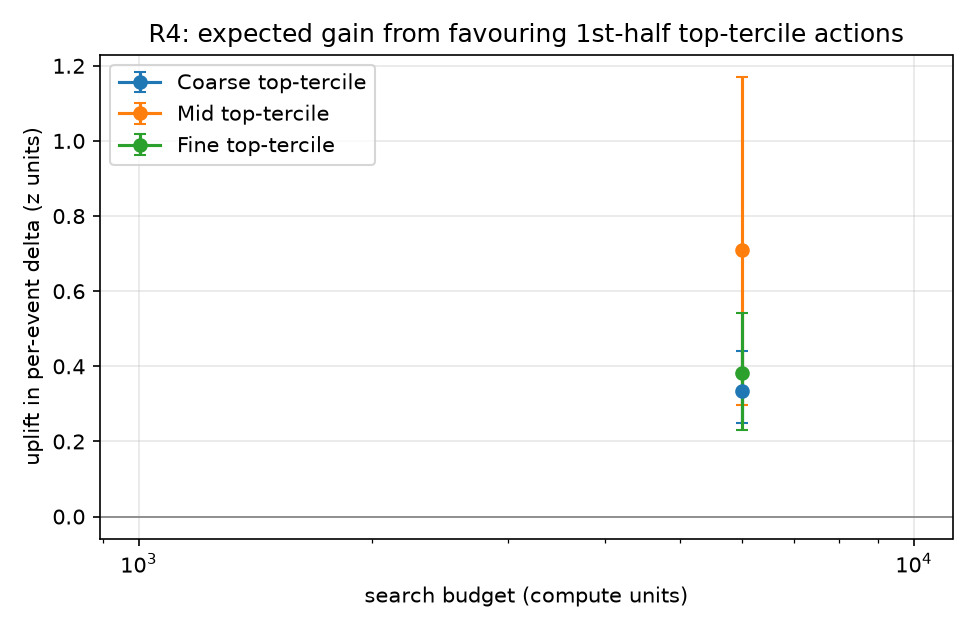 R4: expected gain from favouring 1st-half top-tercile actions
Coarse top-tercile
Mid top-tercile
Fine top-tercile
uplift in per-event delta (z units)
1.2
1.0
0.8
0.6
0.4
0.2
0.0
10³
10⁴
search budget (compute units)